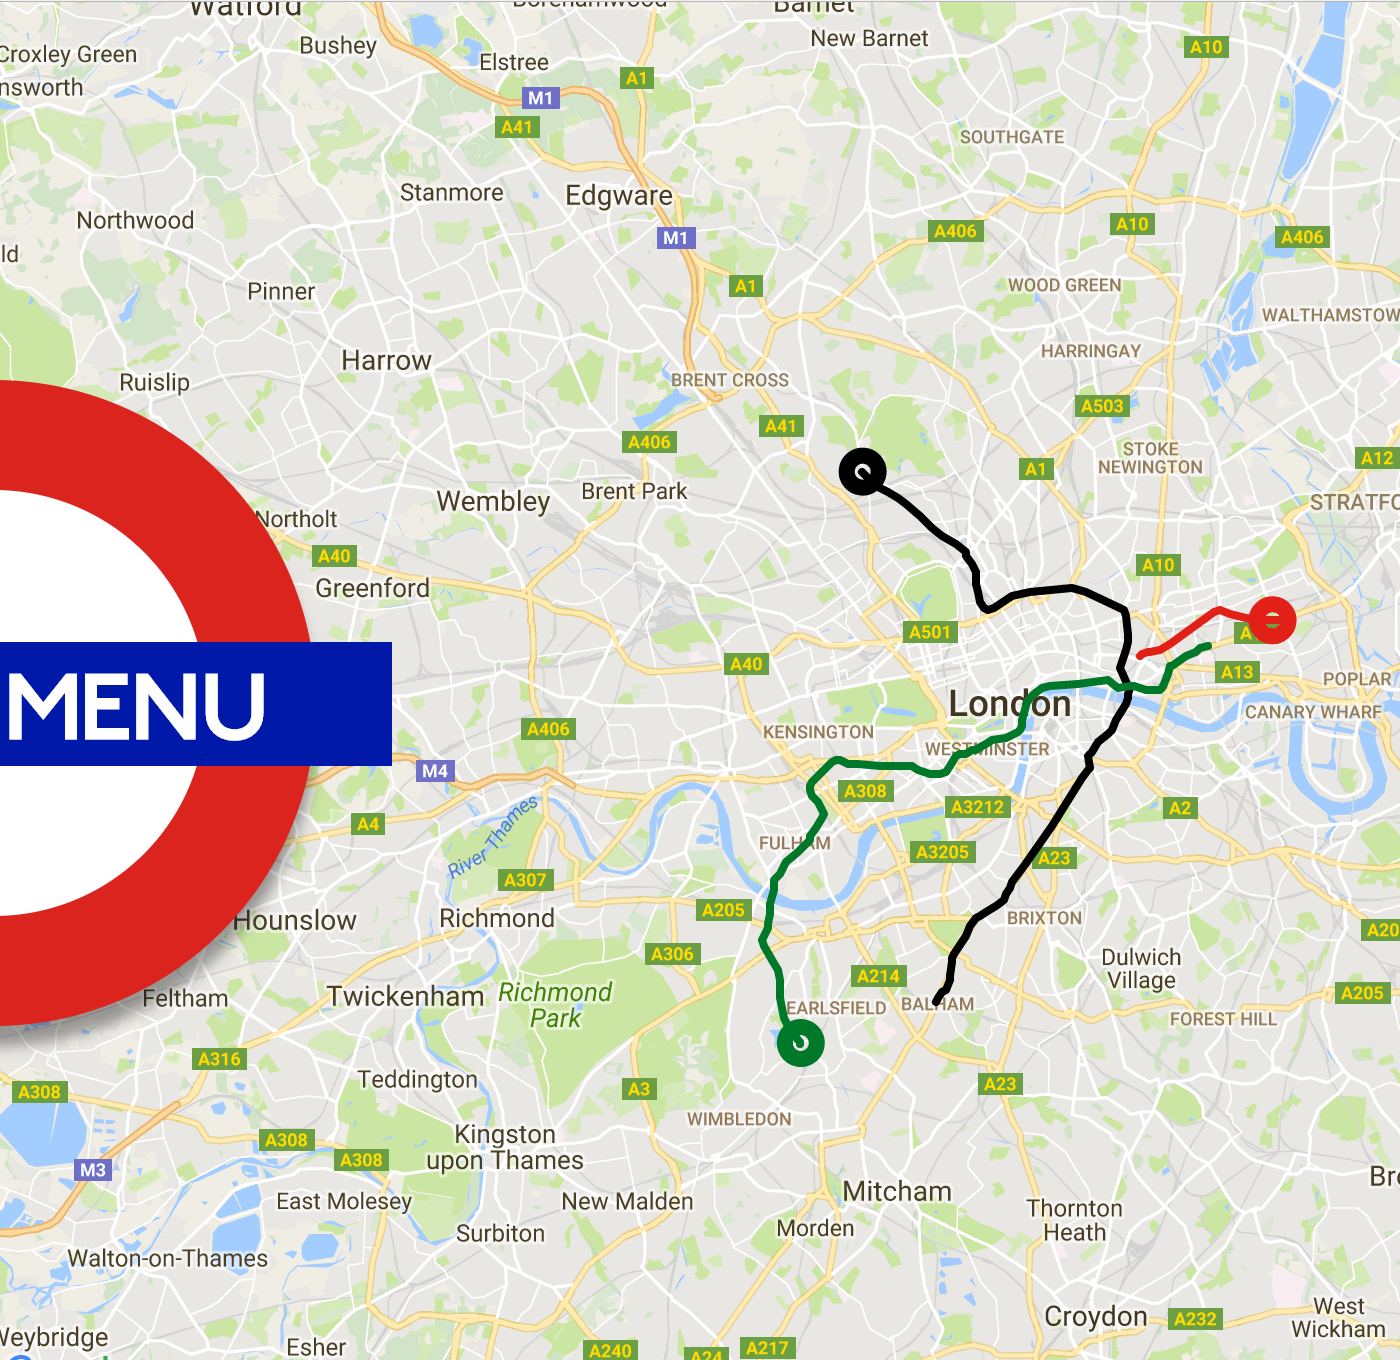 Watford
Borehamwood
Barnet
Croxley Green
Bushey
New Barnet
A10
Elstree
nsworth
A1
M1
A41
SOUTHGATE
Stanmore
Edgware
Northwood
A406
A10
A406
M1
ld
Pinner
A1
WOOD GREEN
WALTHAMSTOW
Harrow
HARRINGAY
Ruislip
BRENT CROSS
A503
A41
A406
STOKE
NEWINGTON
A12
A1
Brent Park
Wembley
STRATFO
Northolt
A40
A10
Greenford
A501
A
A40
A13
POPLAR
MENU
London
CANARY WHARF
A406
KENSINGTON
WESTMINSTER
M4
A308
A3212
A2
A4
River Thames
FULHAM
A3205
A23
A307
A205
Hounslow
Richmond
BRIXTON
A20
A306
Dulwich
Village
A214
Feltham
Twickenham
Richmond
Park
EARLSFIELD
BALHAM
A205
FOREST HILL
A316
Teddington
A308
A3
A23
WIMBLEDON
A308
Kingston
upon Thames
A308
M3
Bro
East Molesey
New Malden
Mitcham
Surbiton
Morden
Thornton
Heath
Walton-on-Thames
Croydon
A232
West
Wickham
Weybridge
Esher
A240
A24
A217